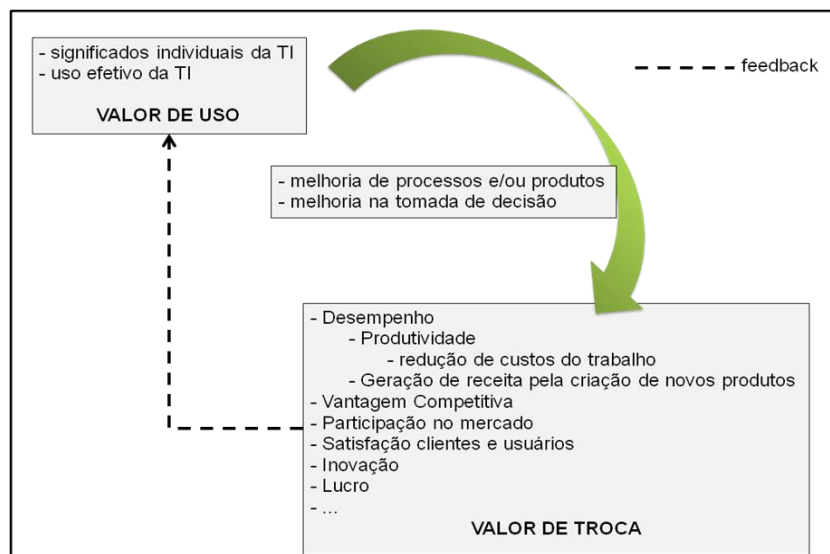 - significados individuais da TI
- uso efetivo da TI
VALOR DE USO
feedback
- melhoria de processos e/ou produtos
- melhoria na tomada de decisão
- Desempenho
- Produtividade
- redução de custos do trabalho
- Geração de receita pela criação de novos produtos
- Vantagem Competitiva
- Participação no mercado
- Satisfação clientes e usuários
- Inovação
- Lucro
- ...
VALOR DE TROCA